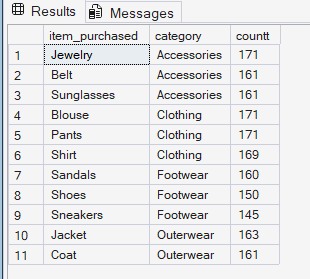 Results Messages
item_purchased category countt
1 Jewelry Accessories 171
2 Belt Accessories 161
3 Sunglasses Accessories 161
4 Blouse Clothing 171
5 Pants Clothing 171
6 Shirt Clothing 169
7 Sandals Footwear 160
8 Shoes Footwear 150
9 Sneakers Footwear 145
10 Jacket Outerwear 163
11 Coat Outerwear 161